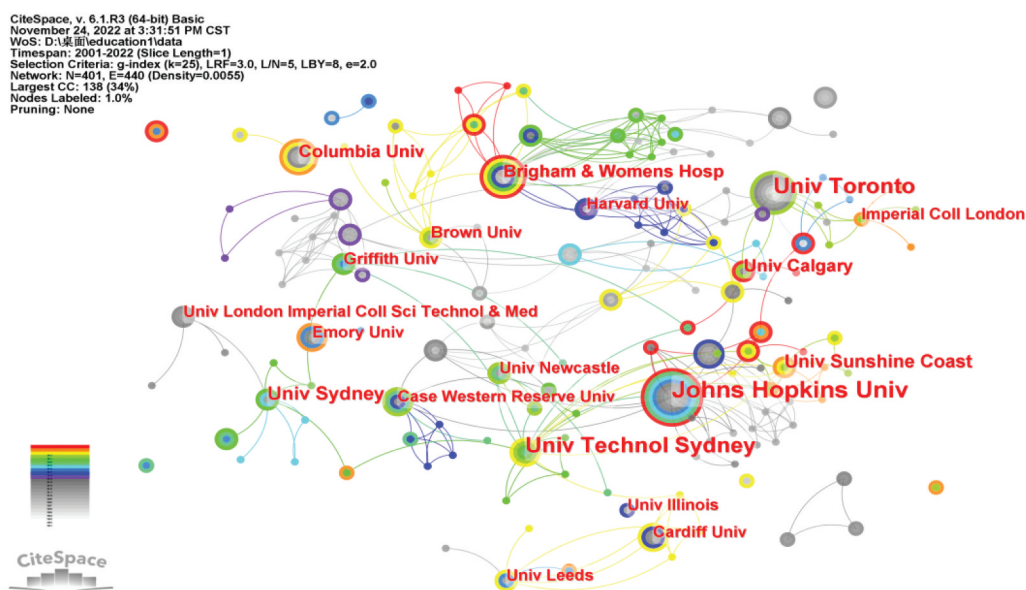 CiteSpace, v. 6.1.R3 (64-bit) Basic
November 24, 2022 at 3:31:51 PM CST
WoS: D:\桌面\education1\data
Timespan: 2001-2022 (Slice Length=1)
Selection Criteria: g-index (k=25), LRF=3.0, L/N=5, LBY=8, e=2.0
Network: N=401, E=440 (Density=0.0055)
Largest CC: 138 (34%)
Nodes Labeled: 1.0%
Pruning: None
Columbia Univ
Brigham & Womens Hosp
Univ Toronto
Harvard Univ
Imperial Coll London
Brown Univ
Griffith Univ
Univ Calgary
Univ London Imperial Coll Sci Technol & Med
Emory Univ
Univ Newcastle
Univ Sunshine Coast
Univ Sydney
Case Western Reserve Univ
Johns Hopkins Univ
Univ Technol Sydney
Univ Illinois
Cardiff Univ
Univ Leeds
CiteSpace